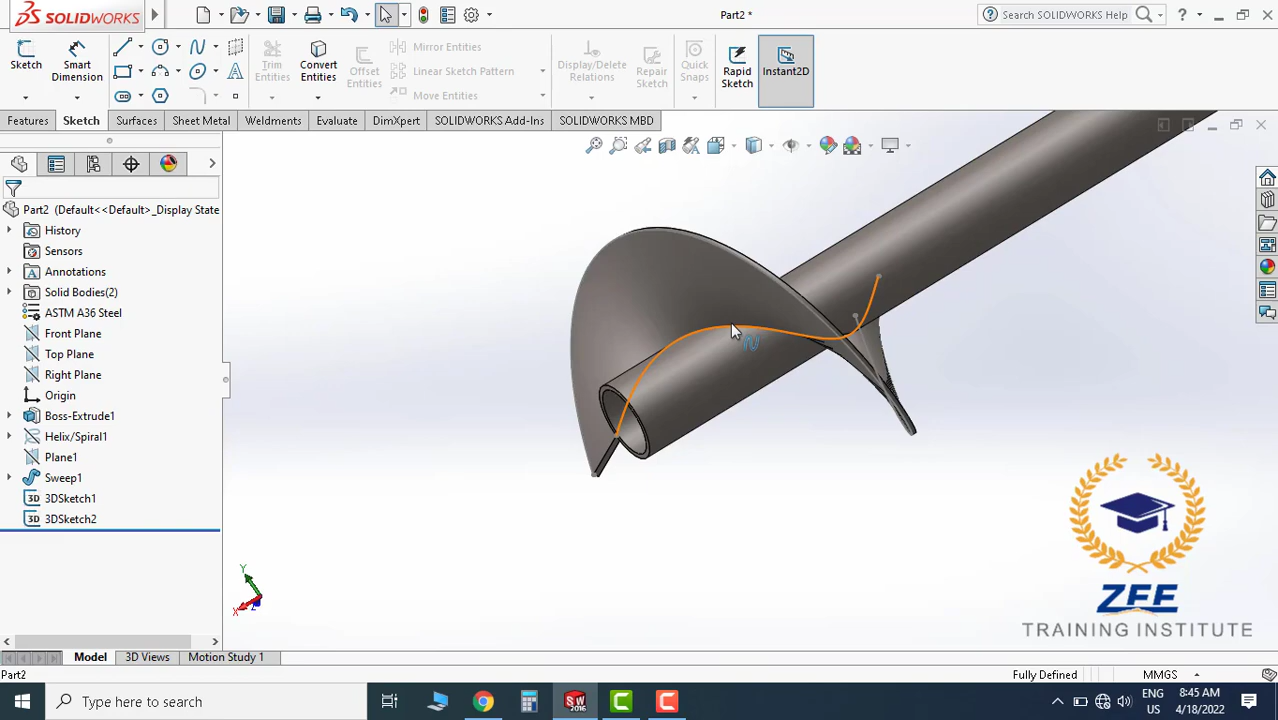 SOLIDWORKS
Part2 *
Search SOLIDWORKS Help
?
Sketch
Smart Dimension
Trim Entities
Convert Entities
Offset Entities
Mirror Entities
Linear Sketch Pattern
Move Entities
Display/Delete Relations
Repair Sketch
Quick Snaps
Rapid Sketch
Instant2D
Features
Sketch
Surfaces
Sheet Metal
Weldments
Evaluate
DimXpert
SOLIDWORKS Add-Ins
SOLIDWORKS MBD
Part2 (Default<<Default>_Display State
History
Sensors
Annotations
Solid Bodies(2)
ASTM A36 Steel
Front Plane
Top Plane
Right Plane
Origin
Boss-Extrude1
Helix/Spiral1
Plane1
Sweep1
3D 3DSketch1
3D 3DSketch2
Y
X
Z
ZFE
TRAINING INSTITUTE
Model
3D Views
Motion Study 1
Part2
Fully Defined
MMGS
Type here to search
SW
2016
C
C
ENG
US
8:45 AM
4/18/2022